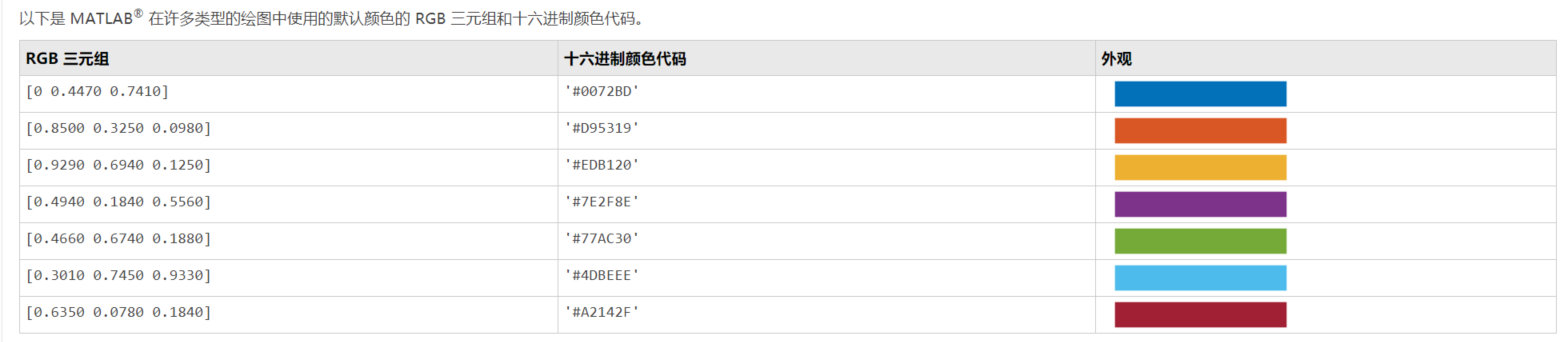 以下是 MATLAB® 在许多类型的绘图中使用的默认颜色的 RGB 三元组和十六进制颜色代码。
RGB 三元组 十六进制颜色代码 外观
[0 0.4470 0.7410] '#0072BD'
[0.8500 0.3250 0.0980] '#D95319'
[0.9290 0.6940 0.1250] '#EDB120'
[0.4940 0.1840 0.5560] '#7E2F8E'
[0.4660 0.6740 0.1880] '#77AC30'
[0.3010 0.7450 0.9330] '#4DBEEE'
[0.6350 0.0780 0.1840] '#A2142F'